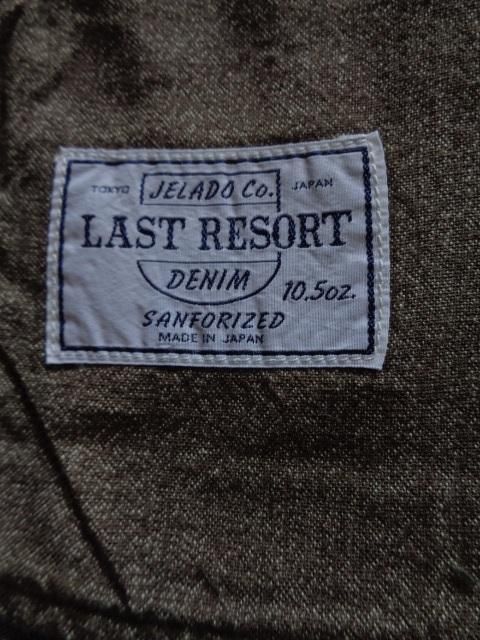 TOKYO JELADO Co. JAPAN
LAST RESORT
DENIM 10.5oz.
SANFORIZED
MADE IN JAPAN